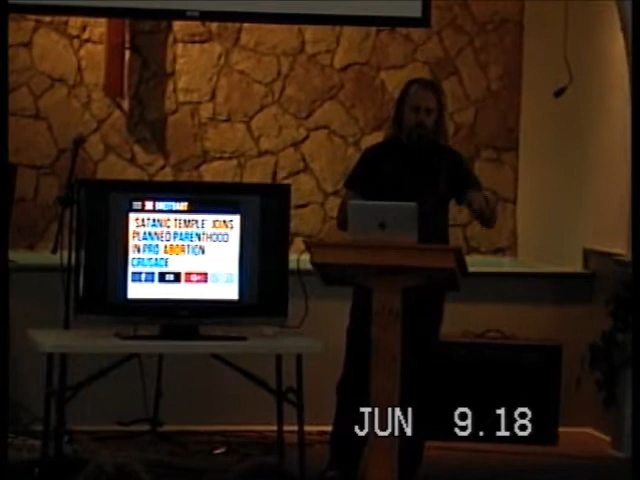 'SATANIC TEMPLE' JOINS
PLANNED PARENTHOOD
IN PRO-ABORTION
CRUSADE
JUN 9.18